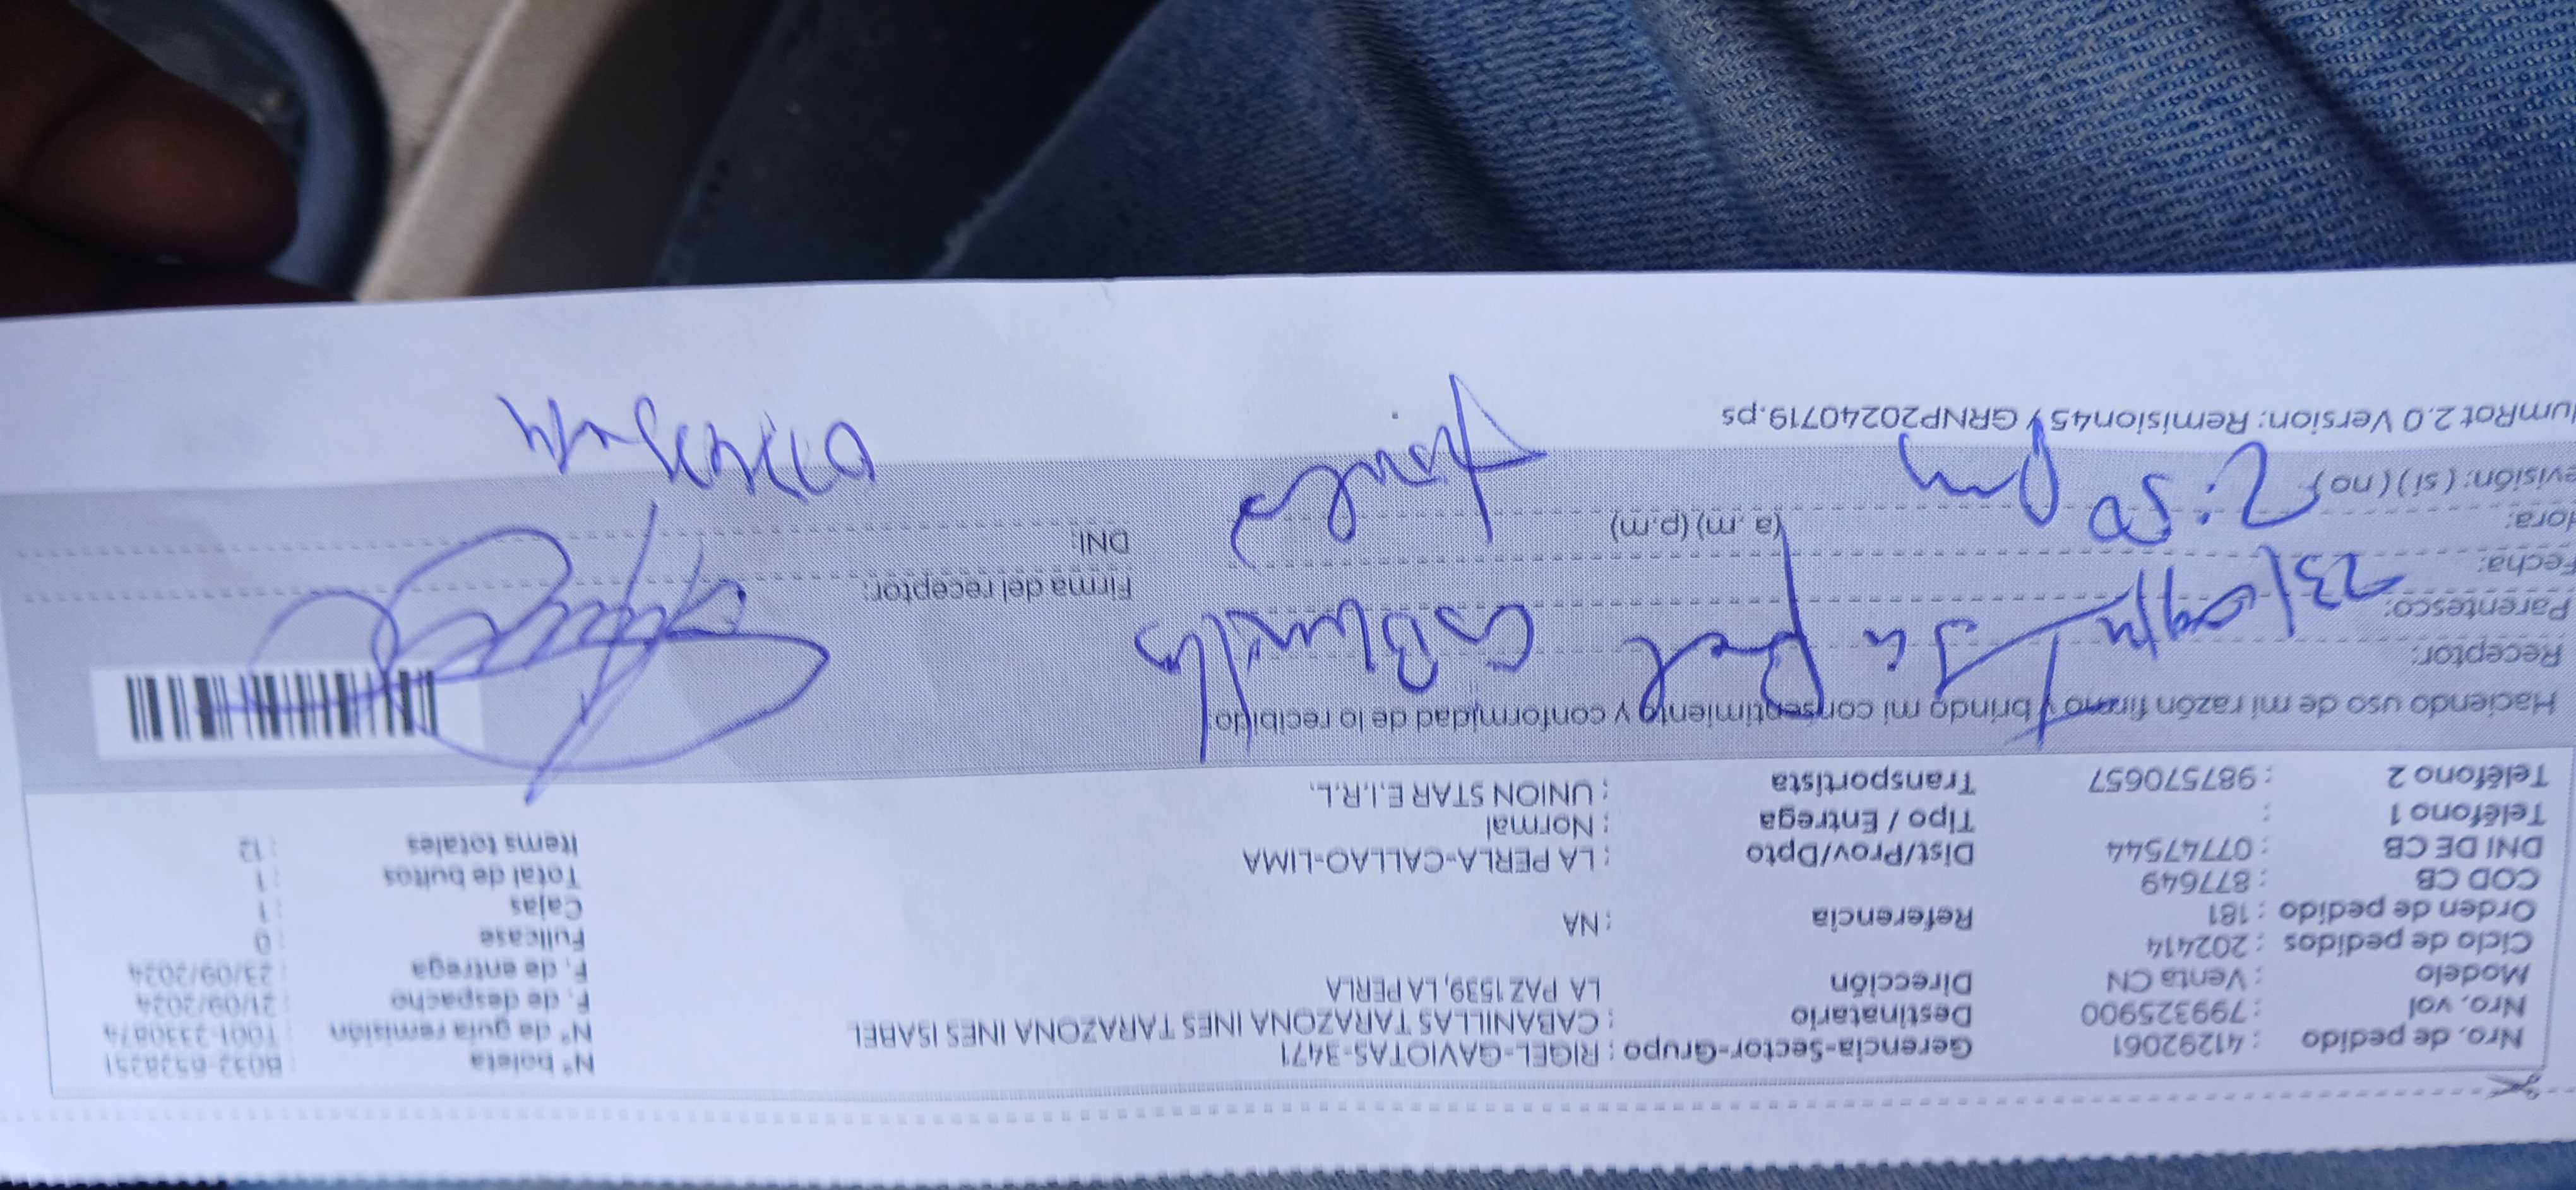 Nro. de pedido : 41292061 Gerencia-Sector-Grupo : RIGEL-GAVIOTAS-3471 N° boleta : B033-6538351
Nro. vol : 799325900 Destinatario : CABANILLAS TARAZONA INES TARAZONA INES ISABEL N° de guía remisión : T001-3330874
Modelo : Venta CN Dirección LA PAZ 1539, LA PERLA F. de despacho : 21/09/2024
Ciclo de pedidos : 202414 F. de entrega : 23/09/2024
Orden de pedido : 181 Referencia : NA Fullcase : 0
COD CB : 877649 Cajas : 1
DNI DE CB : 07747544 Dist/Prov/Dpto : LA PERLA-CALLAO-LIMA Total de bultos : 1
Teléfono 1 : Tipo / Entrega : Normal Items totales : 12
Teléfono 2 : 987570657 Transportista : UNION STAR E.I.R.L.
Haciendo uso de mi razón firmo y brindo mi consentimiento y conformidad de lo recibido:
Receptor: Cabanillas
Parentesco:
Fecha: 23/09/24 Firma del receptor:
Hora: 2:50 pm (a.m) (p.m) DNI:
(si) (no)
2.0 Version: Remision45 y GRNP20240719.ps